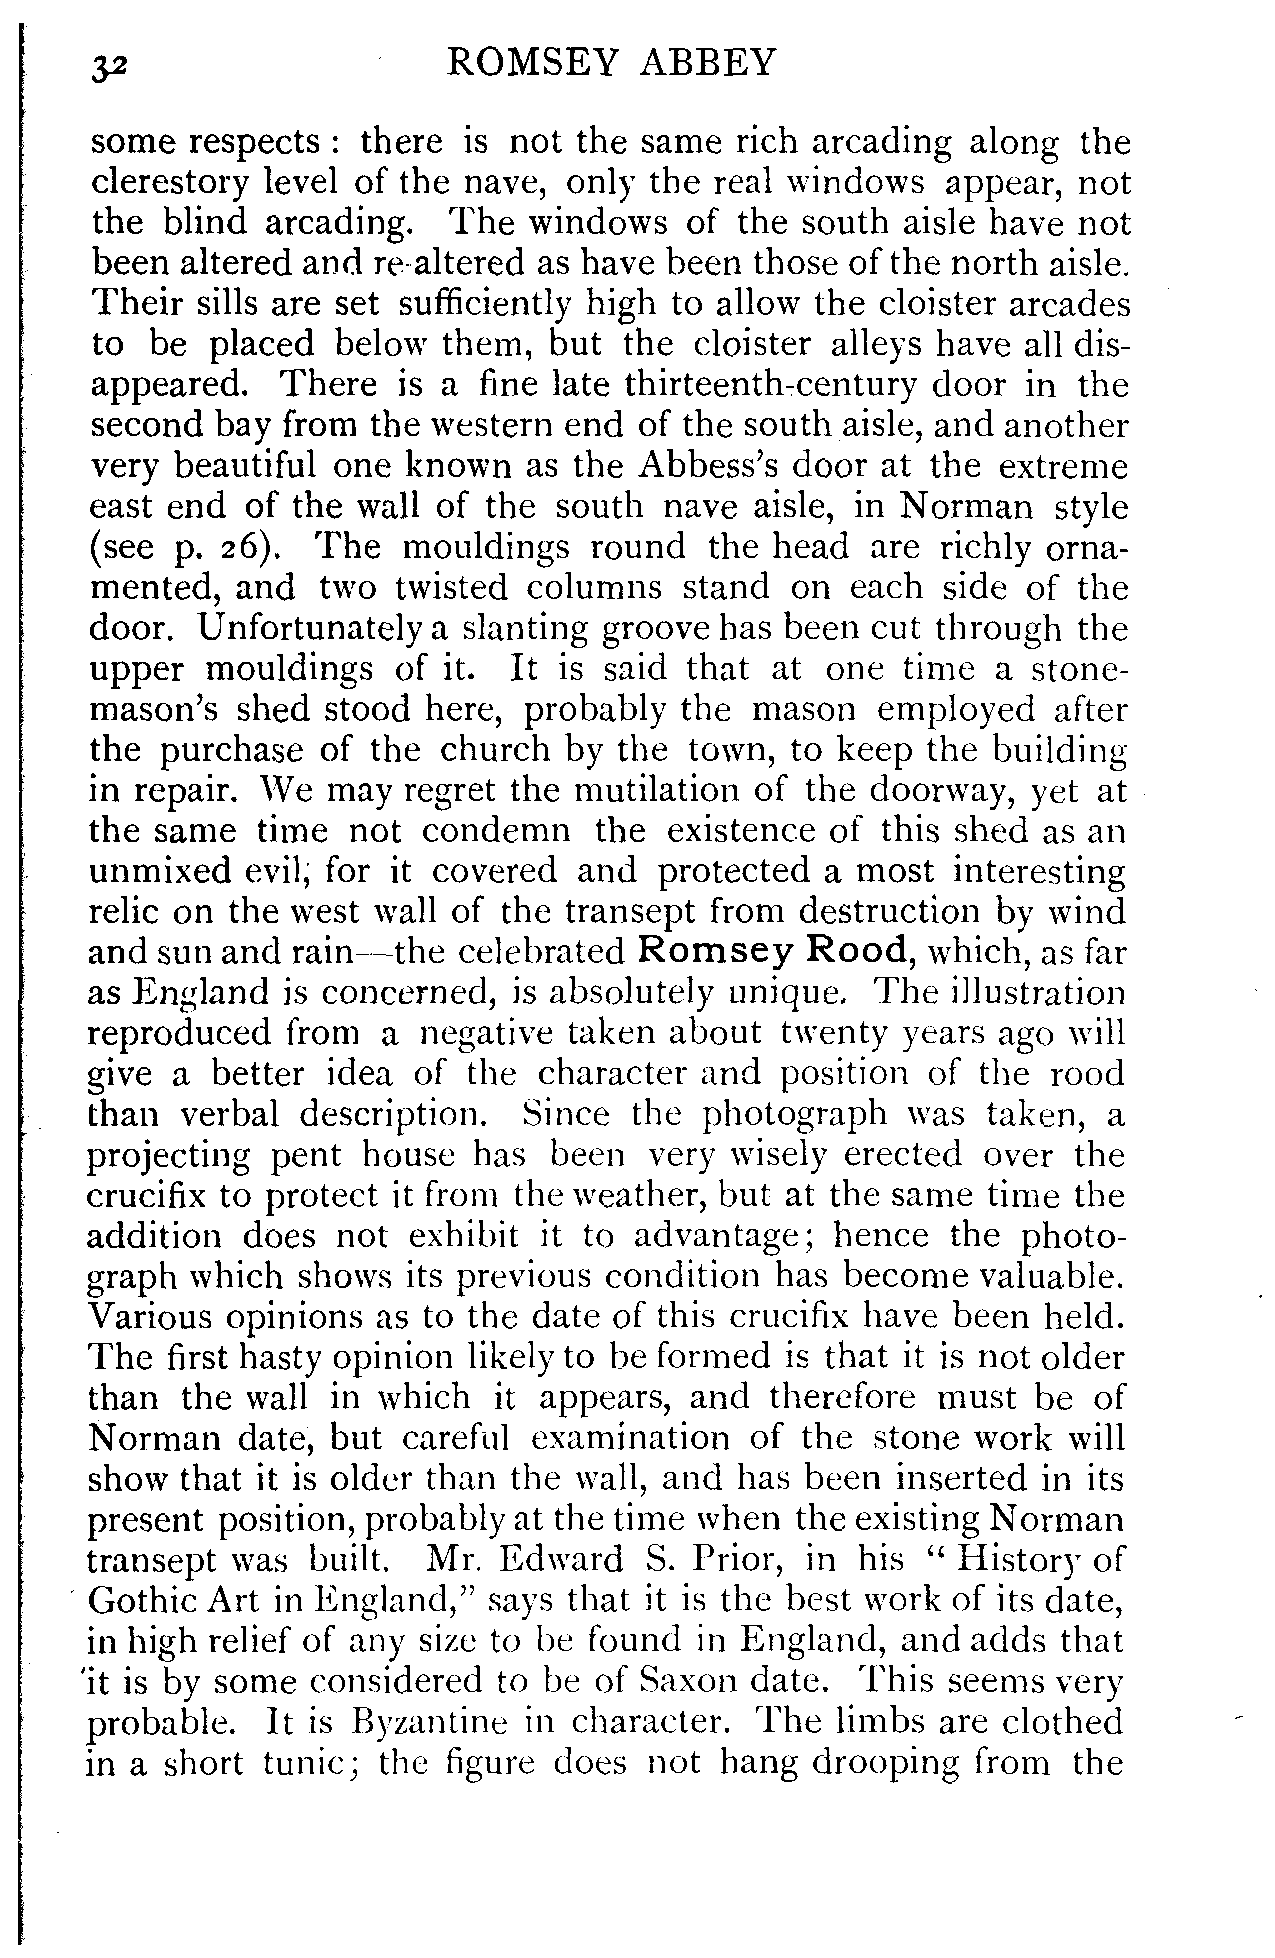 32 ROMSEY ABBEY
some respects : there is not the same rich arcading along the
clerestory level of the nave, only the real windows appear, not
the blind arcading. The windows of the south aisle have not
been altered and re-altered as have been those of the north aisle.
Their sills are set sufficiently high to allow the cloister arcades
to be placed below them, but the cloister alleys have all dis-
appeared. There is a fine late thirteenth-century door in the
second bay from the western end of the south aisle, and another
very beautiful one known as the Abbess's door at the extreme
east end of the wall of the south nave aisle, in Norman style
(see p. 26). The mouldings round the head are richly orna-
mented, and two twisted columns stand on each side of the
door. Unfortunately a slanting groove has been cut through the
upper mouldings of it. It is said that at one time a stone-
mason's shed stood here, probably the mason employed after
the purchase of the church by the town, to keep the building
in repair. We may regret the mutilation of the doorway, yet at
the same time not condemn the existence of this shed as an
unmixed evil; for it covered and protected a most interesting
relic on the west wall of the transept from destruction by wind
and sun and rain—the celebrated Romsey Rood, which, as far
as England is concerned, is absolutely unique. The illustration
reproduced from a negative taken about twenty years ago will
give a better idea of the character and position of the rood
than verbal description. Since the photograph was taken, a
projecting pent house has been very wisely erected over the
crucifix to protect it from the weather, but at the same time the
addition does not exhibit it to advantage; hence the photo-
graph which shows its previous condition has become valuable.
Various opinions as to the date of this crucifix have been held.
The first hasty opinion likely to be formed is that it is not older
than the wall in which it appears, and therefore must be of
Norman date, but careful examination of the stone work will
show that it is older than the wall, and has been inserted in its
present position, probably at the time when the existing Norman
transept was built. Mr. Edward S. Prior, in his “ History of
Gothic Art in England,” says that it is the best work of its date,
in high relief of any size to be found in England, and adds that
it is by some considered to be of Saxon date. This seems very
probable. It is Byzantine in character. The limbs are clothed
in a short tunic; the figure does not hang drooping from the